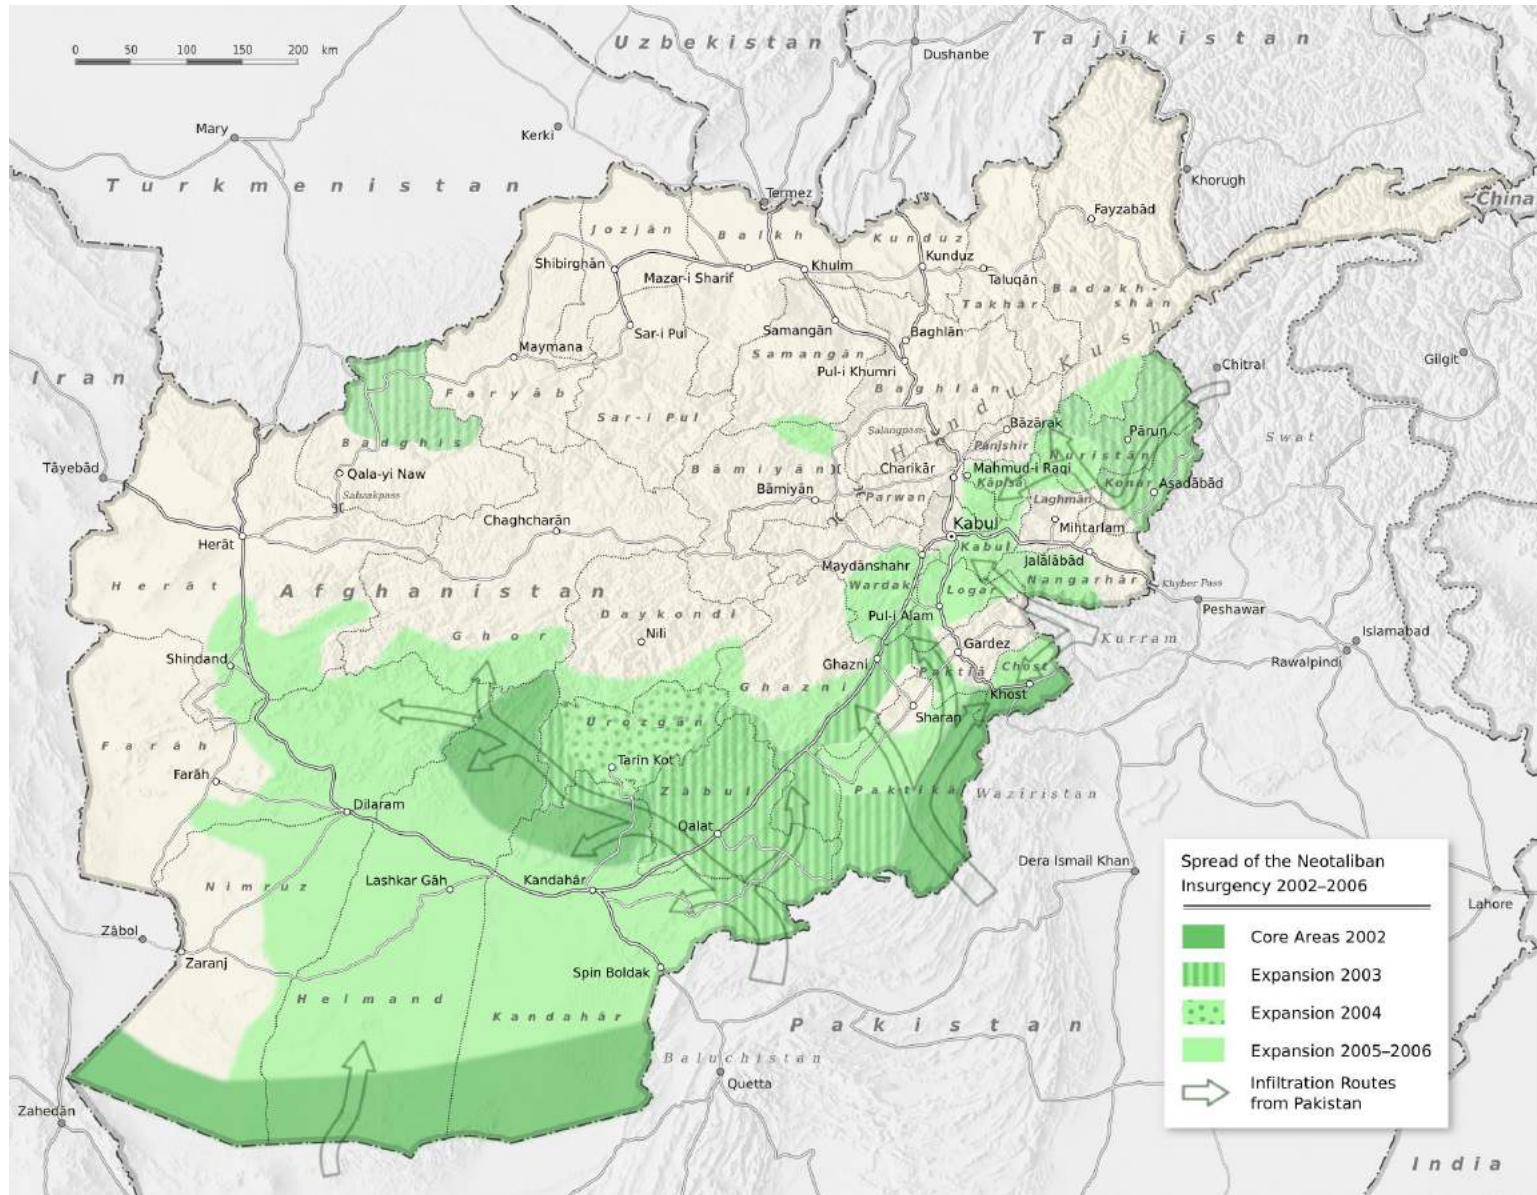 0 50 100 150 200 km
Uzbekistan
Tajikistan
Dushanbe
Mary
Kerki
Turkmenistan
Termez
Khorugh
China
Fayzabād
Jozjān
Balkh
Kunduz
Shibirghān
Mazar-i Sharif
Khulm
Kunduz
Taluqān
Badakh-
shān
Takhār
Sar-i Pul
Samangān
Baghlān
Maymana
Samangān
Pul-i Khumri
Hindu Kush
Chitral
Gilgit
Iran
Faryāb
Sar-i Pul
Baghlān
Salangpass
Bāzārak
Panjshir
Pārun
Nuristān
Swat
Badghis
Tāyebād
Qala-yi Naw
Sabzakpass
Bāmiyān
Bāmiyān
Charikār
Mahmud-i Raqi
Kāpisā
Konar
Asadābād
Parwan
Laghmān
Chaghcharān
Kabul
Mihtarlam
Herāt
Maydānshahr
Kabul
Jalālābād
Khyber Pass
Herāt
Afghanistan
Wardak
Logar
Nangarhār
Peshawar
Daykondi
Nili
Ghor
Pul-i Alam
Gardez
Kurram
Islamabad
Rawalpindi
Shindand
Ghazni
Ghazni
Paktiā
Chost
Khost
Sharan
Urozgān
Farāh
Farāh
Tarin Kot
Zābul
Paktikā
Waziristan
Dilaram
Qalat
Dera Ismail Khan
Nimruz
Lashkar Gāh
Kandahār
Lahore
Zābol
Zaranj
Spin Boldak
Helmand
Kandahār
Pakistan
Baluchistan
Quetta
Zahedān
India
Spread of the Neotaliban
Insurgency 2002–2006
Core Areas 2002
Expansion 2003
Expansion 2004
Expansion 2005–2006
Infiltration Routes
from Pakistan